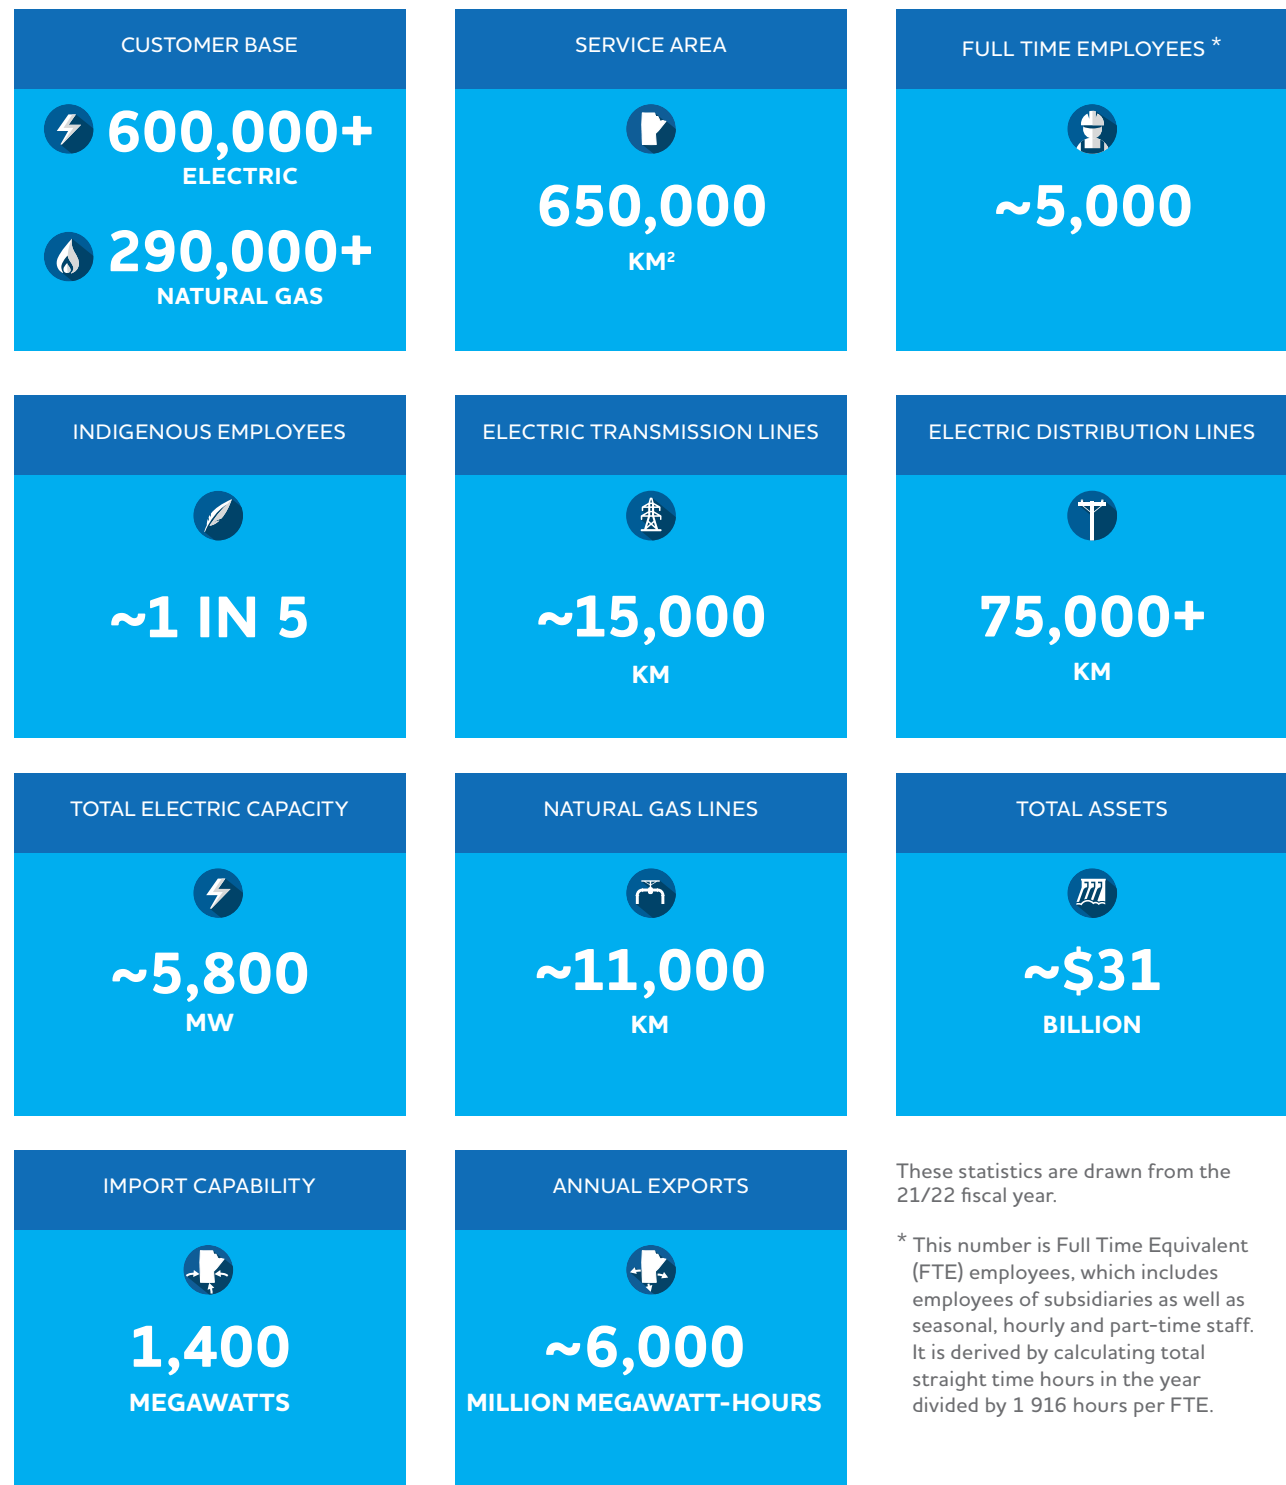 CUSTOMER BASE
600,000+
ELECTRIC
290,000+
NATURAL GAS
SERVICE AREA
650,000
KM²
FULL TIME EMPLOYEES *
~5,000
INDIGENOUS EMPLOYEES
~1 IN 5
ELECTRIC TRANSMISSION LINES
~15,000
KM
ELECTRIC DISTRIBUTION LINES
75,000+
KM
TOTAL ELECTRIC CAPACITY
~5,800
MW
NATURAL GAS LINES
~11,000
KM
TOTAL ASSETS
~$31
BILLION
IMPORT CAPABILITY
1,400
MEGAWATTS
ANNUAL EXPORTS
~6,000
MILLION MEGAWATT-HOURS
These statistics are drawn from the
21/22 fiscal year.
* This number is Full Time Equivalent
(FTE) employees, which includes
employees of subsidiaries as well as
seasonal, hourly and part-time staff.
It is derived by calculating total
straight time hours in the year
divided by 1 916 hours per FTE.